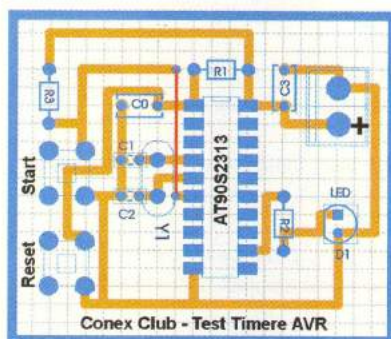 R1
R3
C0
C3
+
Start
C1
AT90S2313
C2
LED
Y1
R2
Reset
D1
Conex Club - Test Timere AVR